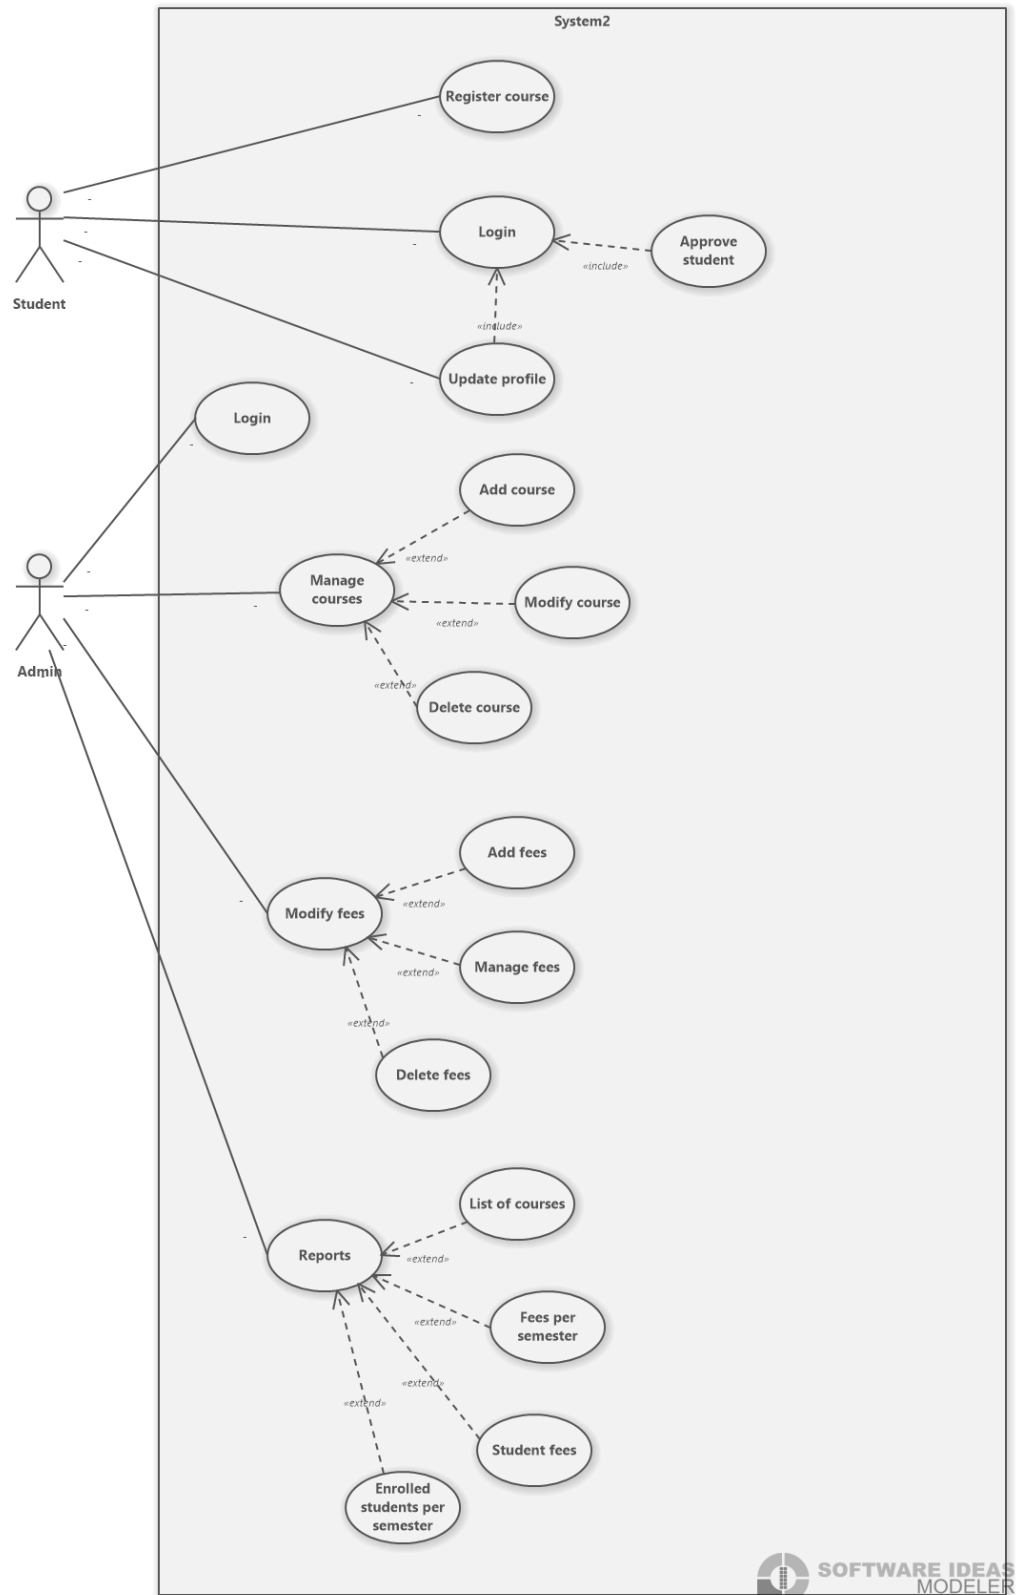 System2
Register course
Login
Approve
student
«include»
Student
«include»
Update profile
Login
Add course
«extend»
Manage
courses
Modify course
«extend»
Admin
«extend»
Delete course
Add fees
«extend»
Modify fees
Manage fees
«extend»
«extend»
Delete fees
List of courses
Reports
«extend»
Fees per
semester
«extend»
«extend»
«extend»
Student fees
Enrolled
students per
semester
SOFTWARE IDEAS
MODELER